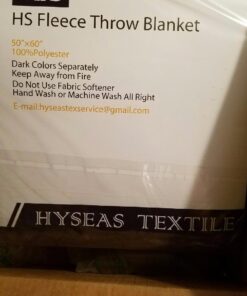 HS Fleece Throw Blanket
50"×60"
100%Polyester
Dark Colors Separately
Keep Away from Fire
Do Not Use Fabric Softener
Hand Wash or Machine Wash All Right
E-mail:hyseastexservice@gmail.com
HYSEAS TEXTILE